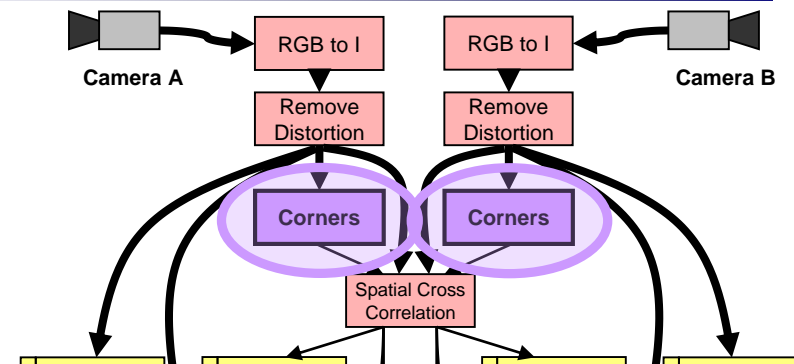 RGB to I
RGB to I
Camera A
Camera B
Remove
Distortion
Remove
Distortion
Corners
Corners
Spatial Cross
Correlation